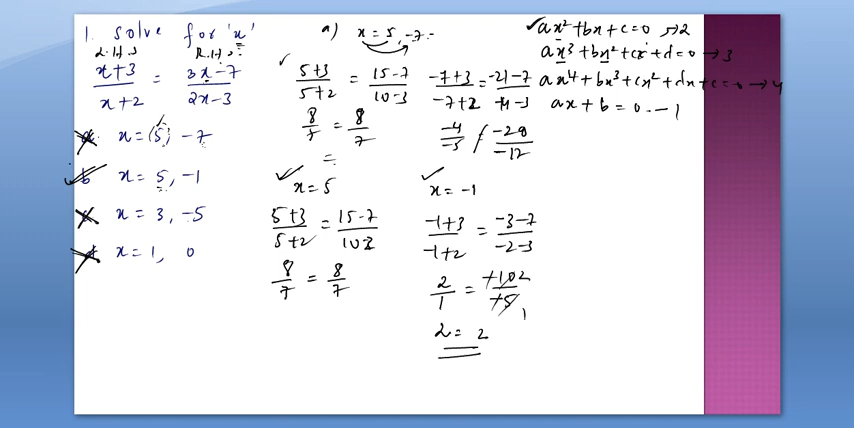 1. solve for 'x'
L.H.S R.H.S
x+3/x+2 = 3x-7/2x-3
a. x=(5), -7
b x= 5, -1
c x= 3, -5
d x= 1, 0
a) x=5, -7-
5+3/5+2 = 15-7/10-3
8/7 = 8/7
=
-7+3/-7+2 = -21-7/-14-3
-4/-5 ≠ -28/-17
x=5
5+3/5+2 = 15-7/10-3
8/7 = 8/7
x=-1
-1+3/-1+2 = -3-7/-2-3
2/1 = +10 2/+5 1
2= 2
ax²+bx+c=0 →2
ax³+bx²+cx+d=0→3
ax⁴+bx³+cx²+dx+c=0→4
ax+b=0-1